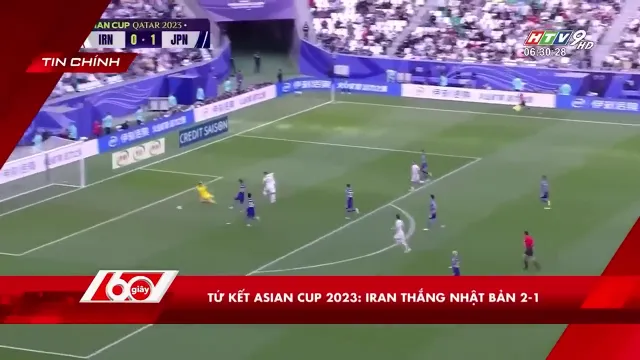 ASIAN CUP QATAR 2023
IRN 0 - 1 JPN
HTV9 HD
06:30:28
TIN CHÍNH
CREDIT SAISON
60 giây
TỨ KẾT ASIAN CUP 2023: IRAN THẮNG NHẬT BẢN 2-1